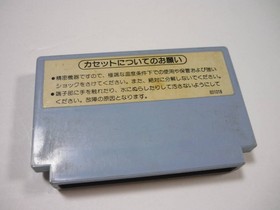 カセットについてのお願い
●精密機器ですので、極端な温度条件下での使用や保管および強い
ショックをさけてください。また、絶対に分解しないでください。
●端子部に手を触れたり、水にぬらしたりして汚さないようにして
ください。故障の原因となります。